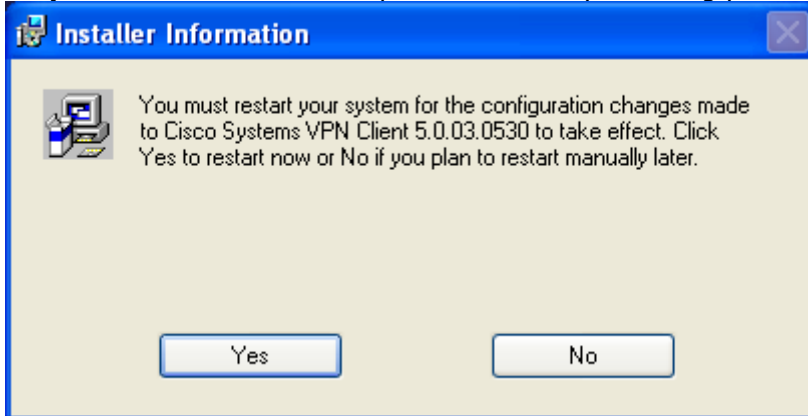 Installer Information
You must restart your system for the configuration changes made
to Cisco Systems VPN Client 5.0.03.0530 to take effect. Click
Yes to restart now or No if you plan to restart manually later.
Yes No